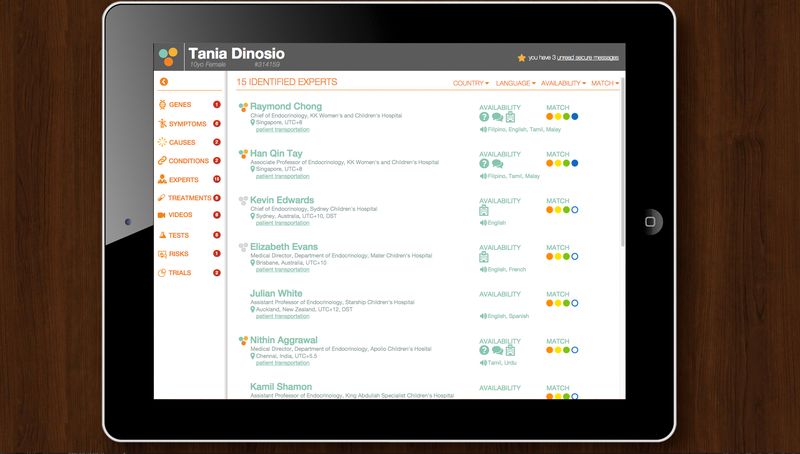 Tania Dinosio
10yo Female #314159
you have 3 unread secure messages
GENES 1
SYMPTOMS
CAUSES 2
CONDITIONS 2
EXPERTS 15
TREATMENTS
VIDEOS
TESTS
RISKS 1
TRIALS 2
15 IDENTIFIED EXPERTS
COUNTRY LANGUAGE AVAILABILITY MATCH
Raymond Chong
Chief of Endocrinology, KK Women's and Children's Hospital
Singapore, UTC+8
patient transportation
AVAILABILITY
?
Filipino, English, Tamil, Malay
MATCH
Han Qin Tay
Associate Professor of Endocrinology, KK Women's and Children's Hospital
Singapore, UTC+8
patient transportation
AVAILABILITY
?
Filipino, Tamil, Malay
MATCH
Kevin Edwards
Chief of Endocrinology, Sydney Children's Hospital
Sydney, Australia, UTC+10, DST
patient transportation
AVAILABILITY
English
MATCH
Elizabeth Evans
Medical Director, Department of Endocrinology, Mater Chidren's Hospital
Brisbane, Australia, UTC+10
patient transportation
AVAILABILITY
English, French
MATCH
Julian White
Assistant Professor of Endocrinology, Starship Children's Hospital
Auckland, New Zealand, UTC+12, DST
patient transportation
AVAILABILITY
English, Spanish
MATCH
Nithin Aggrawal
Medical Director, Department of Endocrinology, Apollo Children's Hosital
Chennai, India, UTC+5.5
patient transportation
AVAILABILITY
?
Tamil, Urdu
MATCH
Kamil Shamon
Assistant Professor of Endocrinology, King Abdullah Specialist Children's Hospital
AVAILABILITY
MATCH